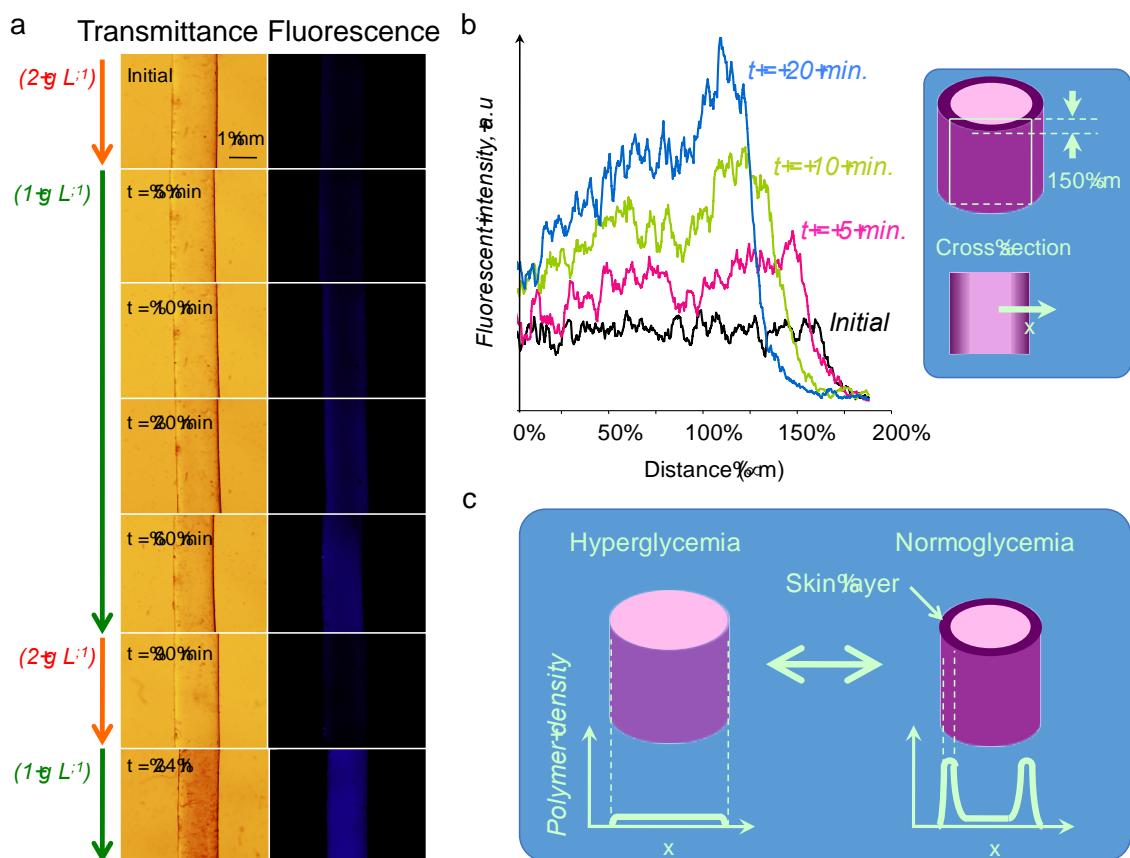 a
Transmittance Fluorescence
(2+g L;1)
Initial
1%mm
(1+g L;1)
t =%5%min
t =%10%min
t =%20%min
t =%60%min
(2+g L;1)
t =%90%min
(1+g L;1)
t =%24%h
b
Fluorescent+intensity,+a.u
t+=+20+min.
t+=+10+min.
t+=+5+min.
Initial
0% 50% 100% 150% 200%
Distance%(∝m)
150%m
Cross%section
x
c
Hyperglycemia Normoglycemia
Skin%layer
Polymer+density
x x